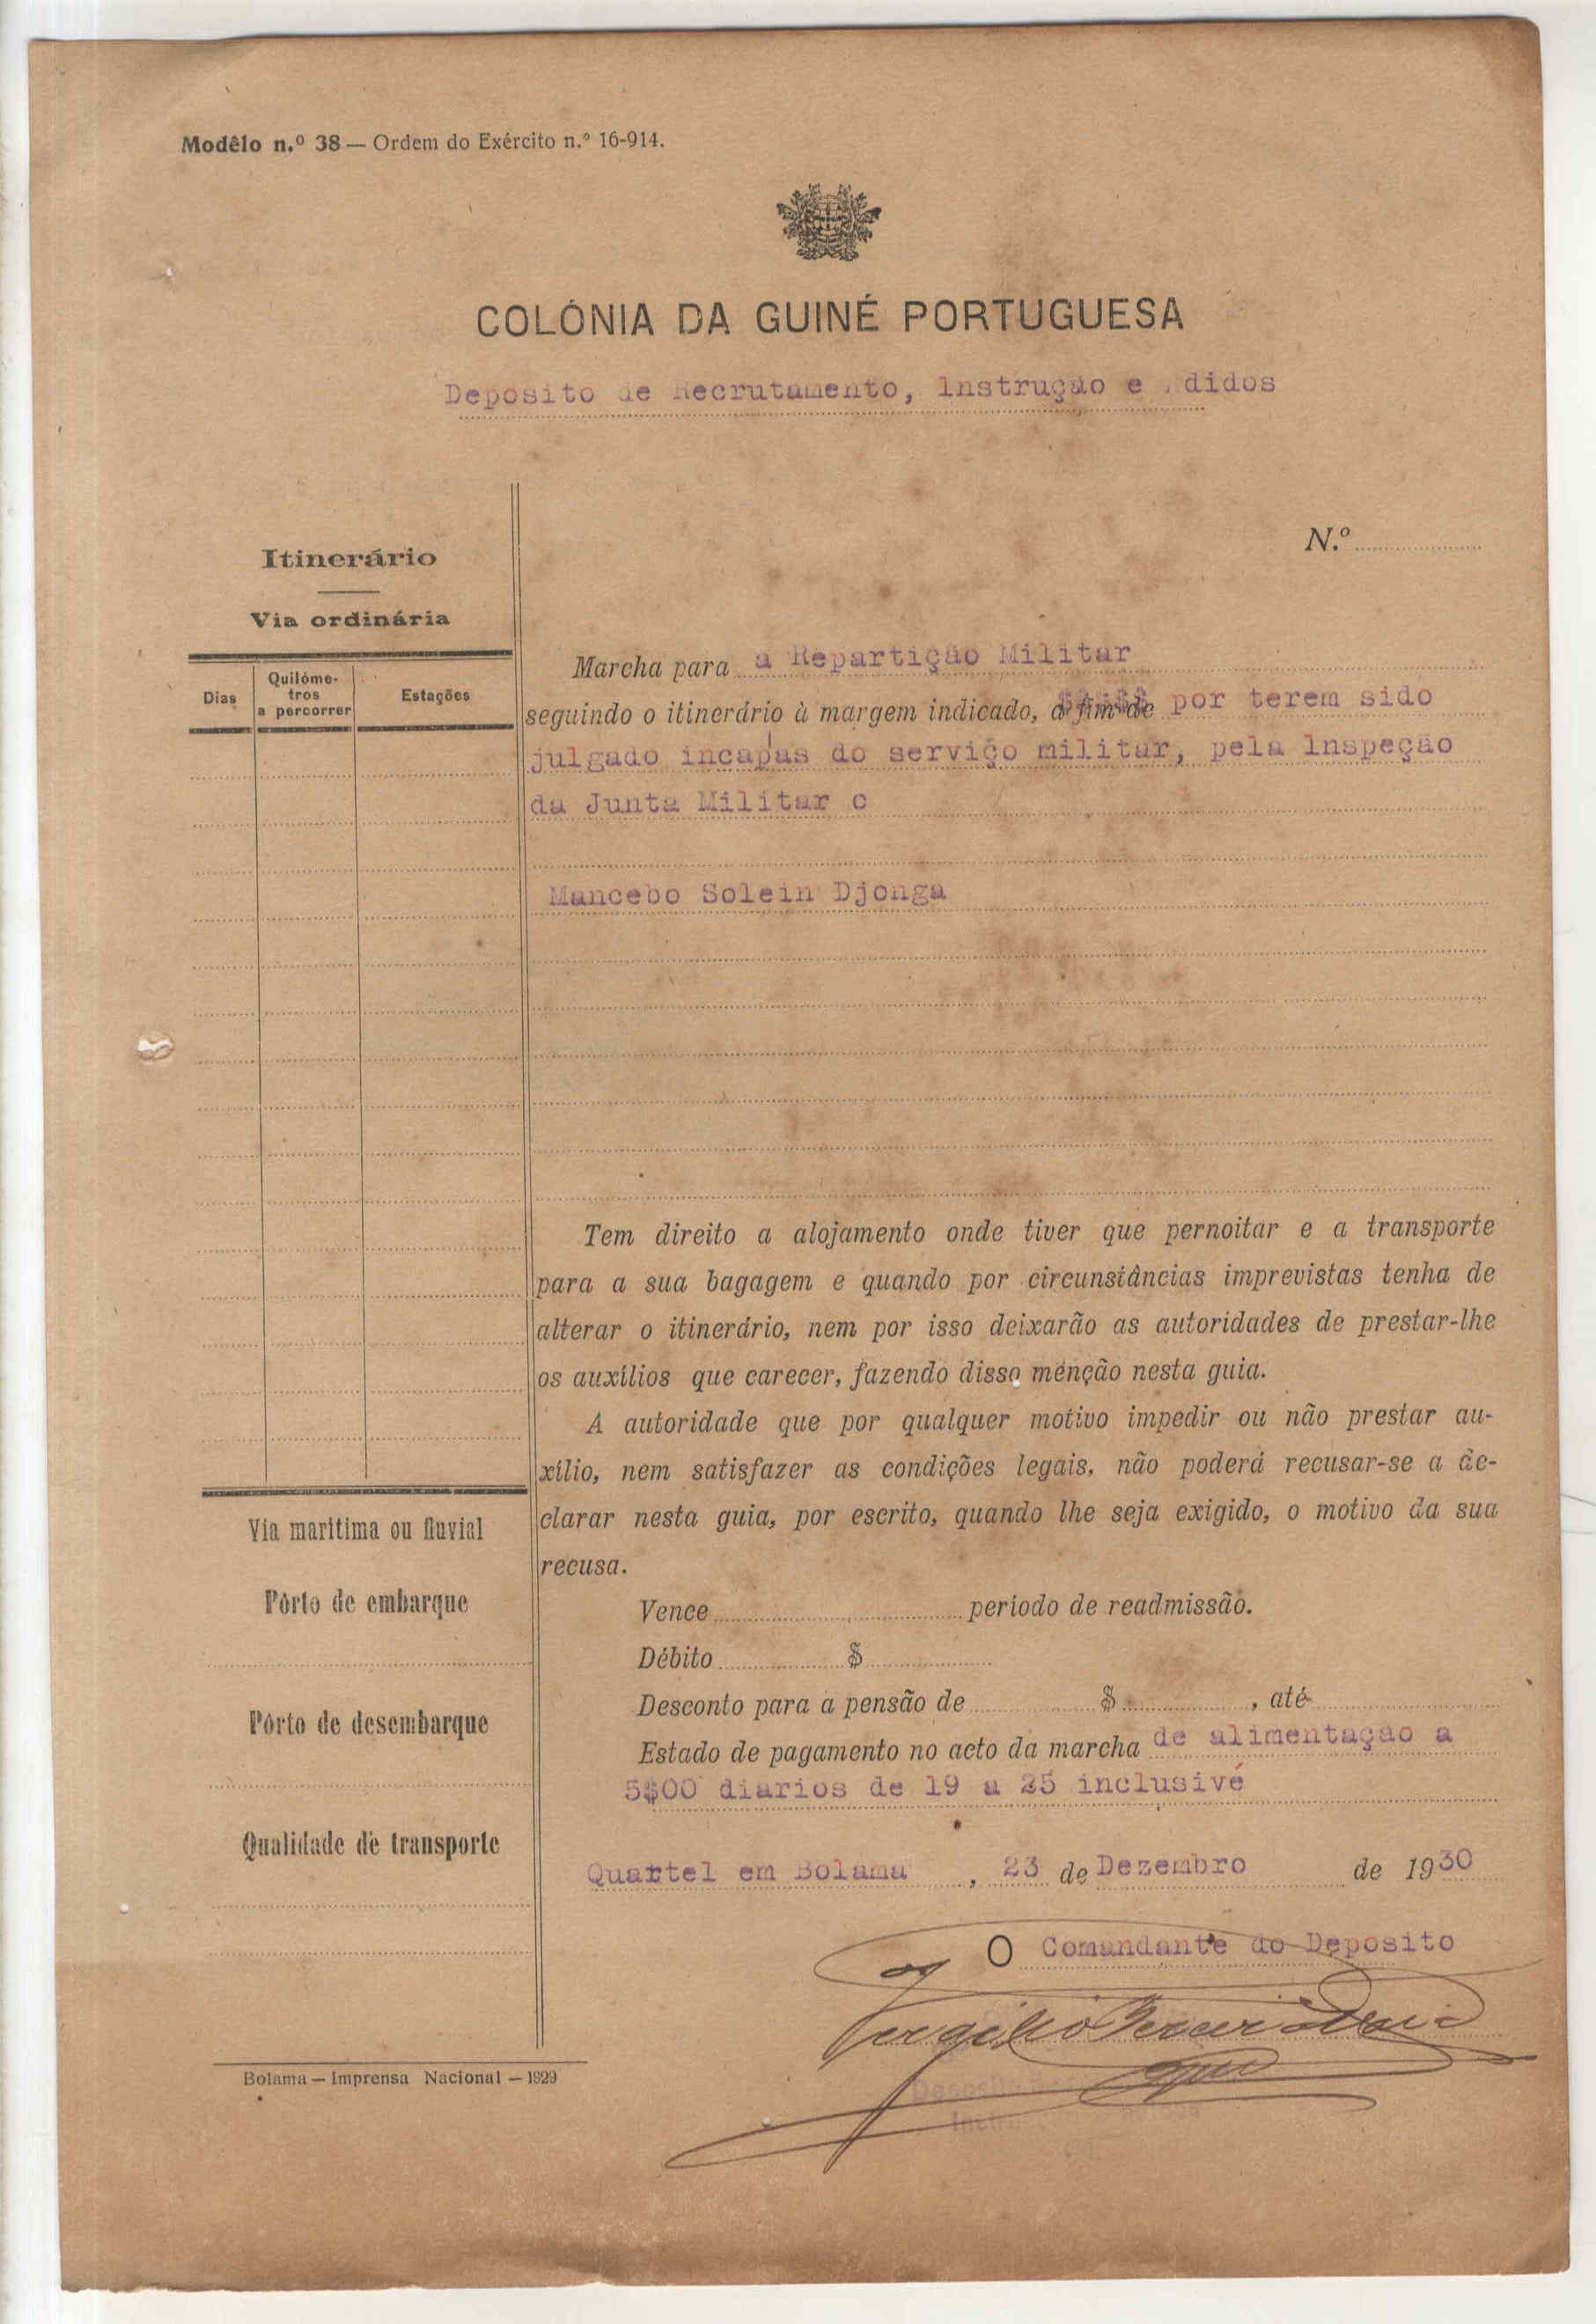 Modêlo n.º 38 — Ordem do Exército n.º 16-914.
COLÓNIA DA GUINÉ PORTUGUESA
Deposito de Recrutamento, Instrução e Adidos
Itinerário
Via ordinária
Dias
Quilóme-
tros
a percorrer
Estações
N.º
Marcha para a Repartição Militar
seguindo o itinerário à margem indicado, a fim de por terem sido
julgado incapás do serviço militar, pela Inspeção
da Junta Militar o
Mancebo Solein Djonga
Tem direito a alojamento onde tiver que pernoitar e a transporte
para a sua bagagem e quando por circunstâncias imprevistas tenha de
alterar o itinerário, nem por isso deixarão as autoridades de prestar-lhe
os auxílios que carecer, fazendo disso menção nesta guia.
A autoridade que por qualquer motivo impedir ou não prestar au-
xílio, nem satisfazer as condições legais, não poderá recusar-se a de-
clarar nesta guia, por escrito, quando lhe seja exigido, o motivo da sua
recusa.
Vence período de readmissão.
Débito $
Desconto para a pensão de $ , até
Estado de pagamento no acto da marcha de alimentação a
5$00 diarios de 19 a 25 inclusivé
Quartel em Bolama , 23 de Dezembro de 1930
O Comandante do Deposito
Via maritima ou fluvial
Pôrto de embarque
Pôrto de desembarque
Qualidade de transporte
Bolama — Imprensa Nacional — 1929